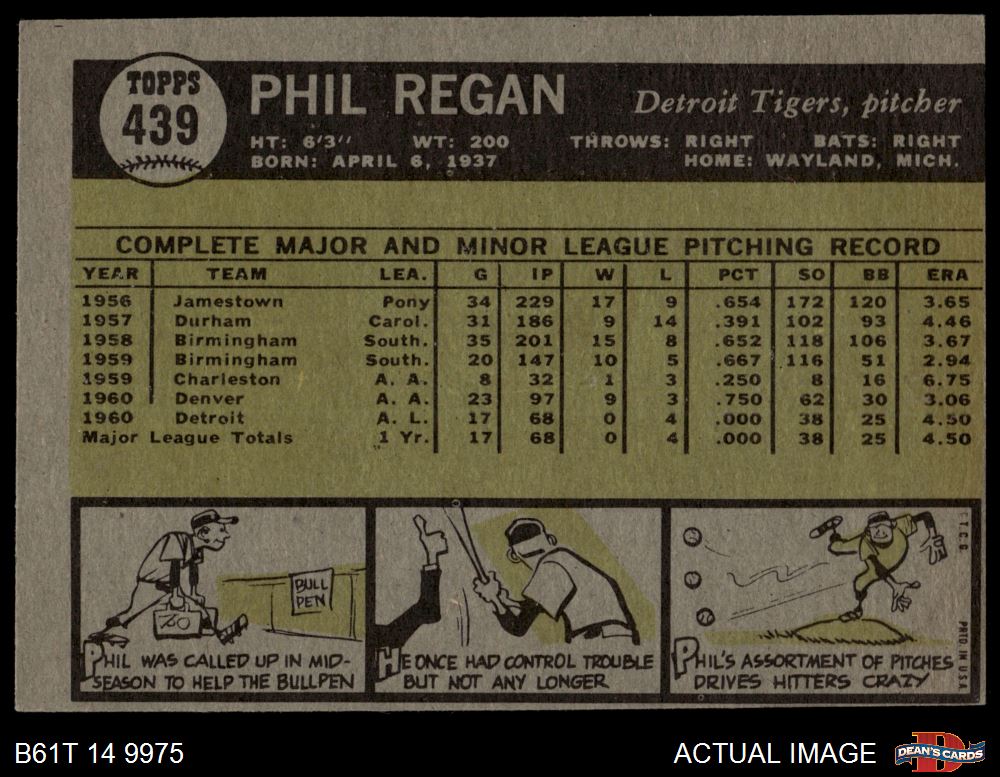 TOPPS
439
PHIL REGAN
Detroit Tigers, pitcher
HT: 6'3" WT: 200 THROWS: RIGHT BATS: RIGHT
BORN: APRIL 6, 1937 HOME: WAYLAND, MICH.
COMPLETE MAJOR AND MINOR LEAGUE PITCHING RECORD
YEAR TEAM LEA. G IP W L PCT SO BB ERA
1956 Jamestown Pony 34 229 17 9 .654 172 120 3.65
1957 Durham Carol. 31 186 9 14 .391 102 93 4.46
1958 Birmingham South. 35 201 15 8 .652 118 106 3.67
1959 Birmingham South. 20 147 10 5 .667 116 51 2.94
1959 Charleston A. A. 8 32 1 3 .250 8 16 6.75
1960 Denver A. A. 23 97 9 3 .750 62 30 3.06
1960 Detroit A. L. 17 68 0 4 .000 38 25 4.50
Major League Totals 1 Yr. 17 68 0 4 .000 38 25 4.50
BULL
PEN
PHIL WAS CALLED UP IN MID-
SEASON TO HELP THE BULLPEN
HE ONCE HAD CONTROL TROUBLE
BUT NOT ANY LONGER
PHIL'S ASSORTMENT OF PITCHES
DRIVES HITTERS CRAZY
T.C.G.
PRTD IN U.S.A.
B61T 14 9975
ACTUAL IMAGE
DEAN'S CARDS